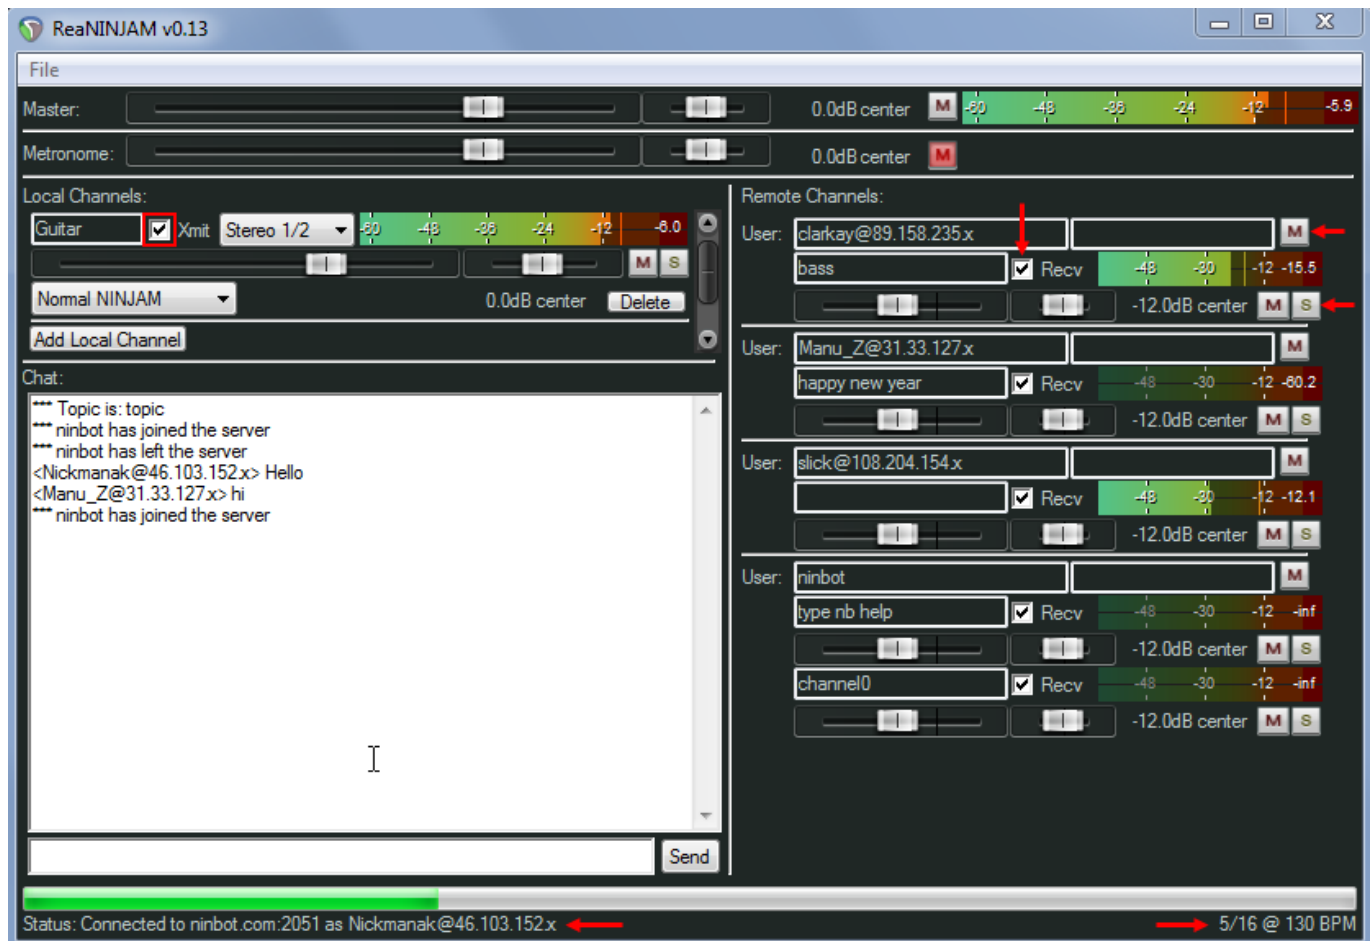 ReaNINJAM v0.13
File
Master: 0.0dB center M -60 -48 -36 -24 -12 -5.9
Metronome: 0.0dB center M
Local Channels:
Guitar Xmit Stereo 1/2 -60 -48 -36 -24 -12 -6.0
M S
Normal NINJAM 0.0dB center Delete
Add Local Channel
Chat:
*** Topic is: topic
*** ninbot has joined the server
*** ninbot has left the server
<Nickmanak@46.103.152.x> Hello
<Manu_Z@31.33.127.x> hi
*** ninbot has joined the server
Send
Remote Channels:
User: clarkay@89.158.235.x M
bass Recv -48 -30 -12 -15.5
-12.0dB center M S
User: Manu_Z@31.33.127.x M
happy new year Recv -48 -30 -12 -60.2
-12.0dB center M S
User: slick@108.204.154.x M
Recv -48 -30 -12 -12.1
-12.0dB center M S
User: ninbot M
type nb help Recv -48 -30 -12 -inf
-12.0dB center M S
channel0 Recv -48 -30 -12 -inf
-12.0dB center M S
Status: Connected to ninbot.com:2051 as Nickmanak@46.103.152.x 5/16 @ 130 BPM